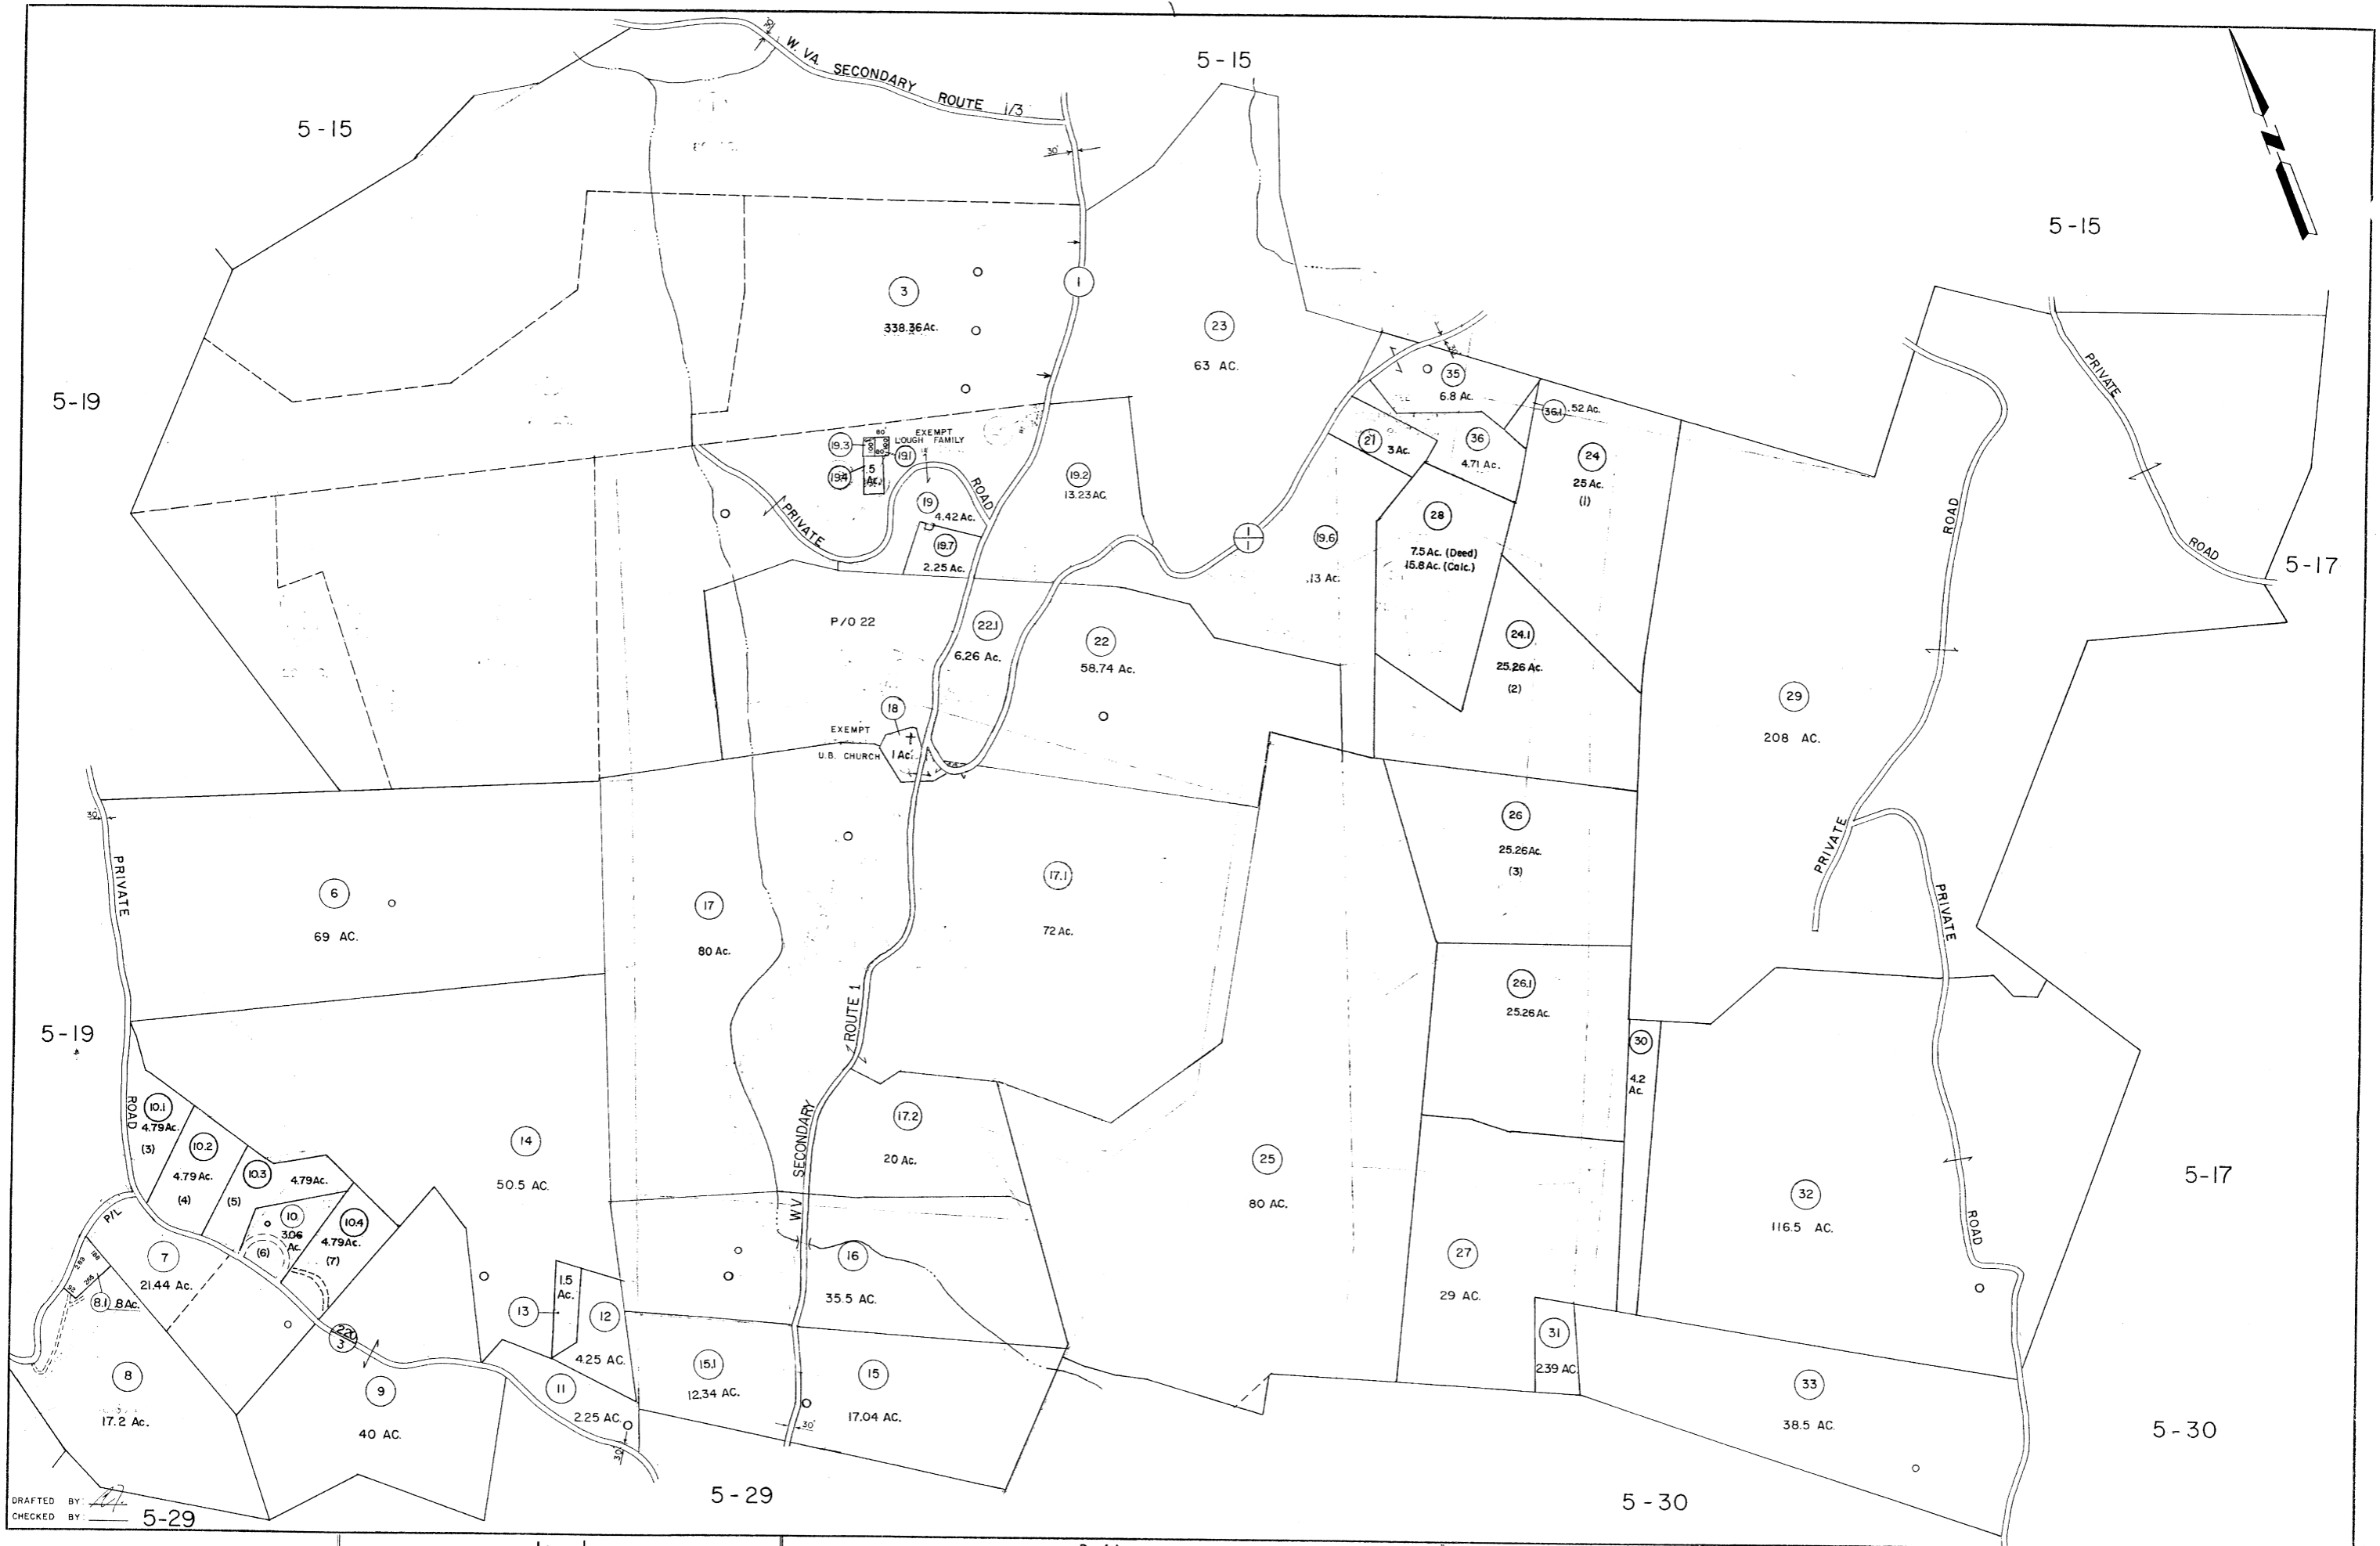 5-15
5-15
5-15
5-19
5-19
5-17
5-17
5-30
5-30
5-29
5-29
30'
W. VA. SECONDARY ROUTE 1/3
30'
N
1
3
338.36 Ac.
23
63 AC.
35
6.8 Ac.
36.1 .52 Ac.
21 3 Ac.
36
4.71 Ac.
24
25 Ac.
(1)
PRIVATE
ROAD
EXEMPT
LOUGH FAMILY
80'
19.3
19.1
19.4
.5
Ac.
19
4.42 Ac.
19.7
2.25 Ac.
PRIVATE
ROAD
19.2
13.23 AC.
1
1
19.6
.13 Ac.
28
7.5 Ac. (Deed)
15.8 Ac. (Calc.)
24.1
25.26 Ac.
(2)
P/O 22
22.1
6.26 Ac.
22
58.74 Ac.
18
EXEMPT
U.B. CHURCH
1 Ac.
29
208 AC.
ROAD
PRIVATE
PRIVATE
ROAD
30'
PRIVATE
ROAD
6
69 AC.
17
80 Ac.
17.1
72 Ac.
26
25.26 Ac.
(3)
26.1
25.26 Ac.
30
4.2
Ac.
ROUTE 1
WV SECONDARY
10.1
4.79 Ac.
(3)
10.2
4.79 Ac.
(4)
10.3
4.79 Ac.
(5)
10
3.06
Ac.
(6)
10.4
4.79 Ac.
(7)
14
50.5 AC.
17.2
20 Ac.
25
80 AC.
32
116.5 AC.
P/L
7
21.44 Ac.
8.1 .8 Ac.
8
17.2 Ac.
220
3
9
40 AC.
13
1.5
Ac.
12
4.25 AC.
11
2.25 AC.
30'
16
35.5 AC.
15.1
12.34 AC.
15
17.04 AC.
30'
27
29 AC.
31
2.39 AC.
33
38.5 AC.
DRAFTED BY:
CHECKED BY: